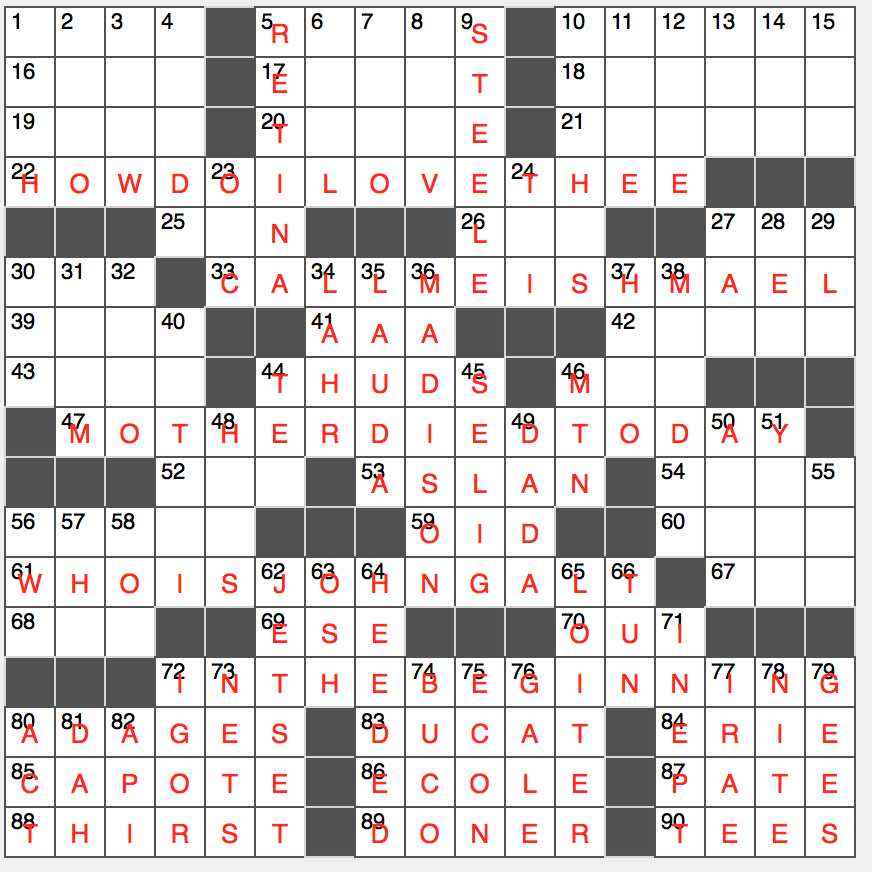 1 2 3 4 5 R 6 7 8 9 S 10 11 12 13 14 15
16 17 E T 18
19 20 T E 21
22 H O W D 23 O I L O V E 24 T H E E
25 N 26 L 27 28 29
30 31 32 33 C A 34 L 35 L 36 M E I S 37 H 38 M A E L
39 40 41 A A A 42
43 44 T H U D 45 S 46 M
47 M O T 48 H E R D I E 49 D T O D 50 A 51 Y
52 53 A S L A N 54 55
56 57 58 59 O I D 60
61 W H O I S 62 J 63 O 64 H N G A 65 L 66 T 67
68 69 E S E 70 O U 71 I
72 I 73 N T H E 74 B 75 E 76 G I N N 77 I 78 N 79 G
80 A 81 D 82 A G E S 83 D U C A T 84 E R I E
85 C A P O T E 86 E C O L E 87 P A T E
88 T H I R S T 89 D O N E R 90 T E E S